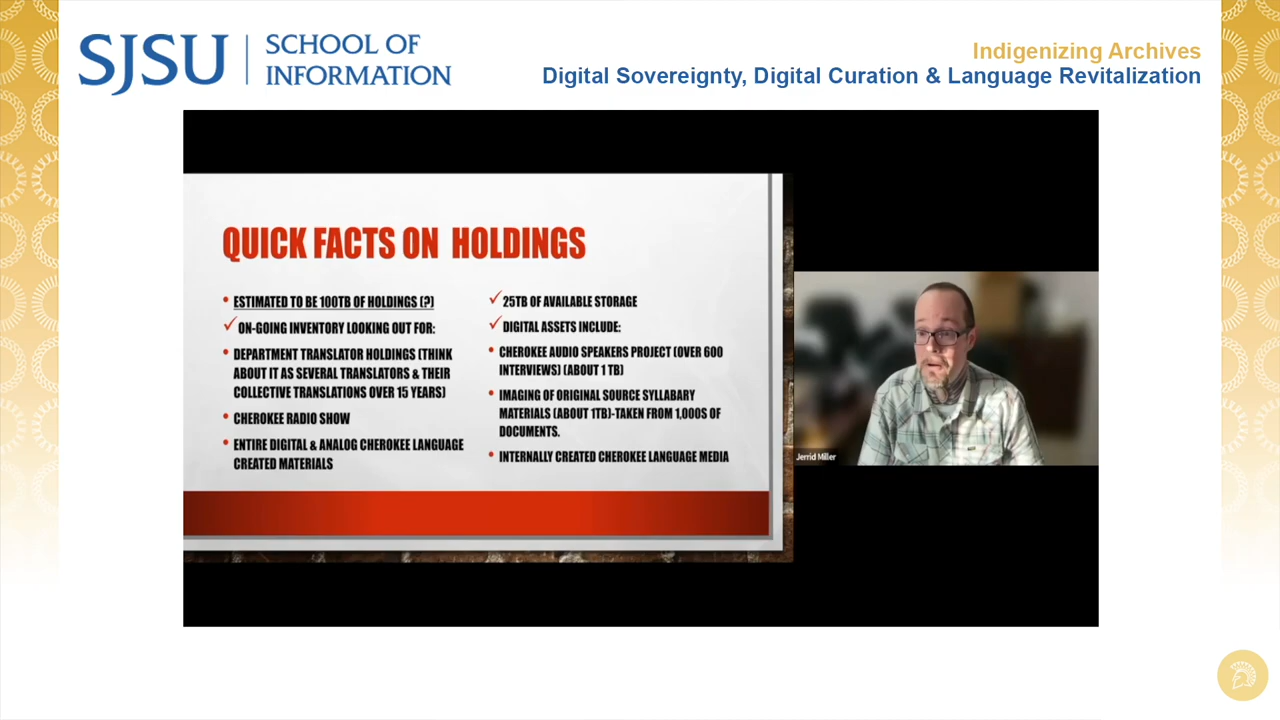 SJSU | SCHOOL OF
INFORMATION
Indigenizing Archives
Digital Sovereignty, Digital Curation & Language Revitalization
QUICK FACTS ON HOLDINGS
• ESTIMATED TO BE 100TB OF HOLDINGS (?)
✓ ON-GOING INVENTORY LOOKING OUT FOR:
• DEPARTMENT TRANSLATOR HOLDINGS (THINK
ABOUT IT AS SEVERAL TRANSLATORS & THEIR
COLLECTIVE TRANSLATIONS OVER 15 YEARS)
• CHEROKEE RADIO SHOW
• ENTIRE DIGITAL & ANALOG CHEROKEE LANGUAGE
CREATED MATERIALS
✓ 25TB OF AVAILABLE STORAGE
✓ DIGITAL ASSETS INCLUDE:
• CHEROKEE AUDIO SPEAKERS PROJECT (OVER 600
INTERVIEWS) (ABOUT 1 TB)
• IMAGING OF ORIGINAL SOURCE SYLLABARY
MATERIALS (ABOUT 1TB)-TAKEN FROM 1,000S OF
DOCUMENTS.
• INTERNALLY CREATED CHEROKEE LANGUAGE MEDIA
Jerrid Miller